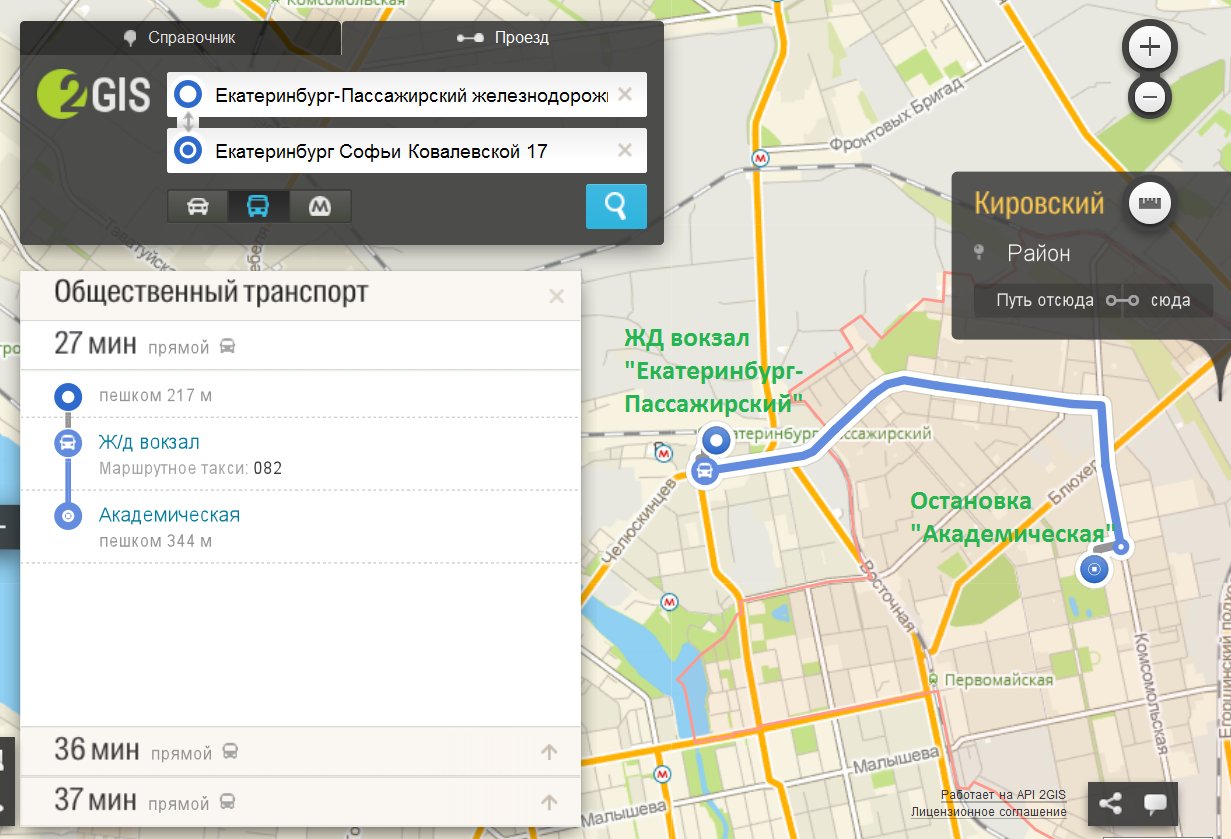 Комсомольская
Справочник
Проезд
2GIS
Екатеринбург-Пассажирский железнодорож
Екатеринбург Софьи Ковалевской 17
Общественный транспорт
27 мин прямой
пешком 217 м
Ж/д вокзал
Маршрутное такси: 082
Академическая
пешком 344 м
36 мин прямой
37 мин прямой
Фронтовых Бригад
Кировский
Район
Путь отсюда
сюда
ЖД вокзал
"Екатеринбург-
Пассажирский"
атеринбург-Пассажирский
Челюскинцев
Остановка
"Академическая"
Блюхер
Восточная
Первомайская
Комсомольская
Малышева
Малышева
Работает на API 2GIS
Лицензионное соглашение